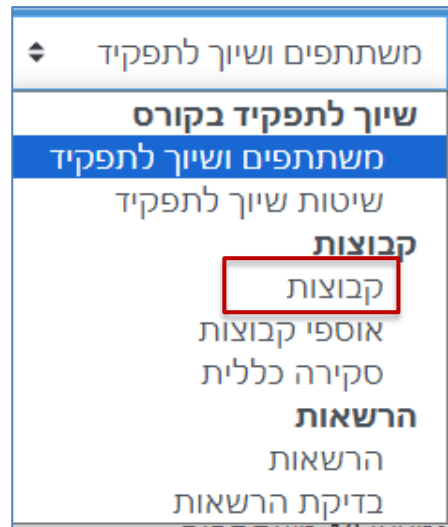 משתתפים ושיוך לתפקיד
שיוך לתפקיד בקורס
משתתפים ושיוך לתפקיד
שיטות שיוך לתפקיד
קבוצות
קבוצות
אוספי קבוצות
סקירה כללית
הרשאות
הרשאות
בדיקת הרשאות